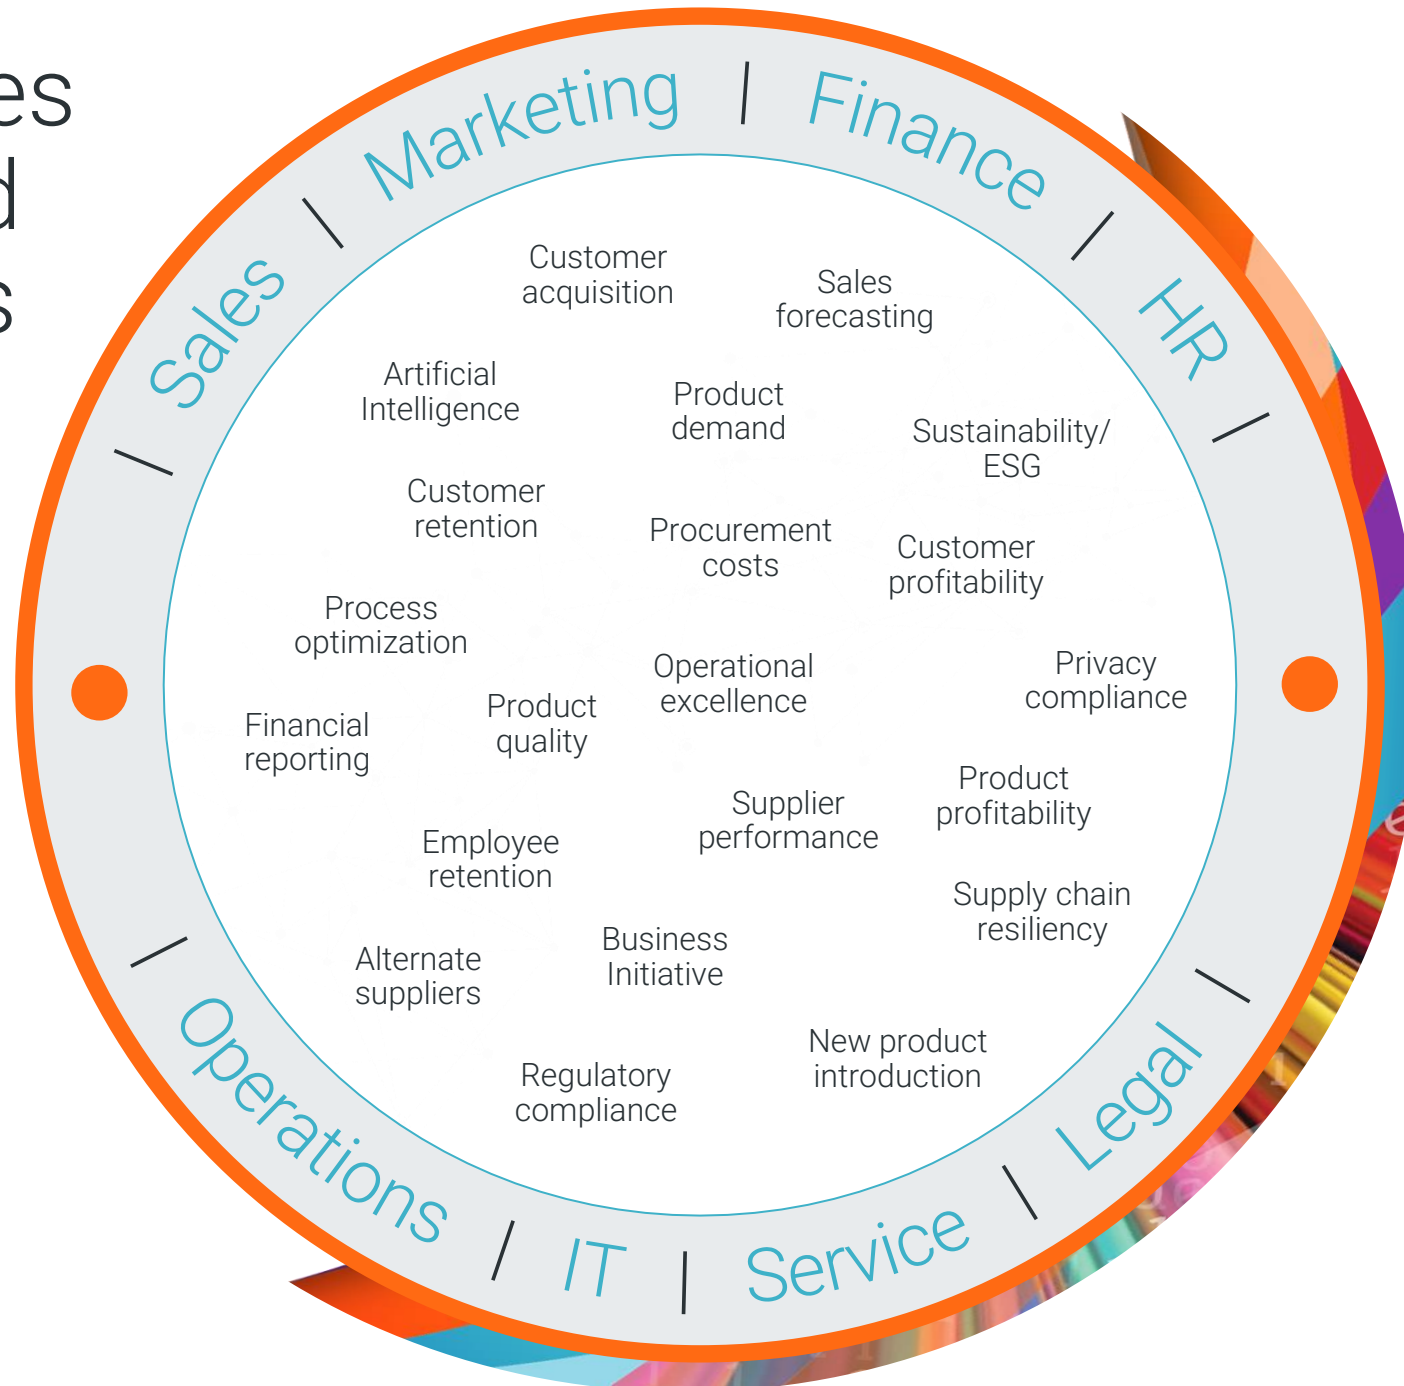 es
d
s
Sales | Marketing | Finance | HR |
Customer
acquisition
Sales
forecasting
Artificial
Intelligence
Product
demand
Sustainability/
ESG
Customer
retention
Procurement
costs
Customer
profitability
Process
optimization
Operational
excellence
Privacy
compliance
Financial
reporting
Product
quality
Product
profitability
Supplier
performance
Employee
retention
Supply chain
resiliency
Business
Initiative
Alternate
suppliers
New product
introduction
Regulatory
compliance
| Operations | IT | Service | Legal |